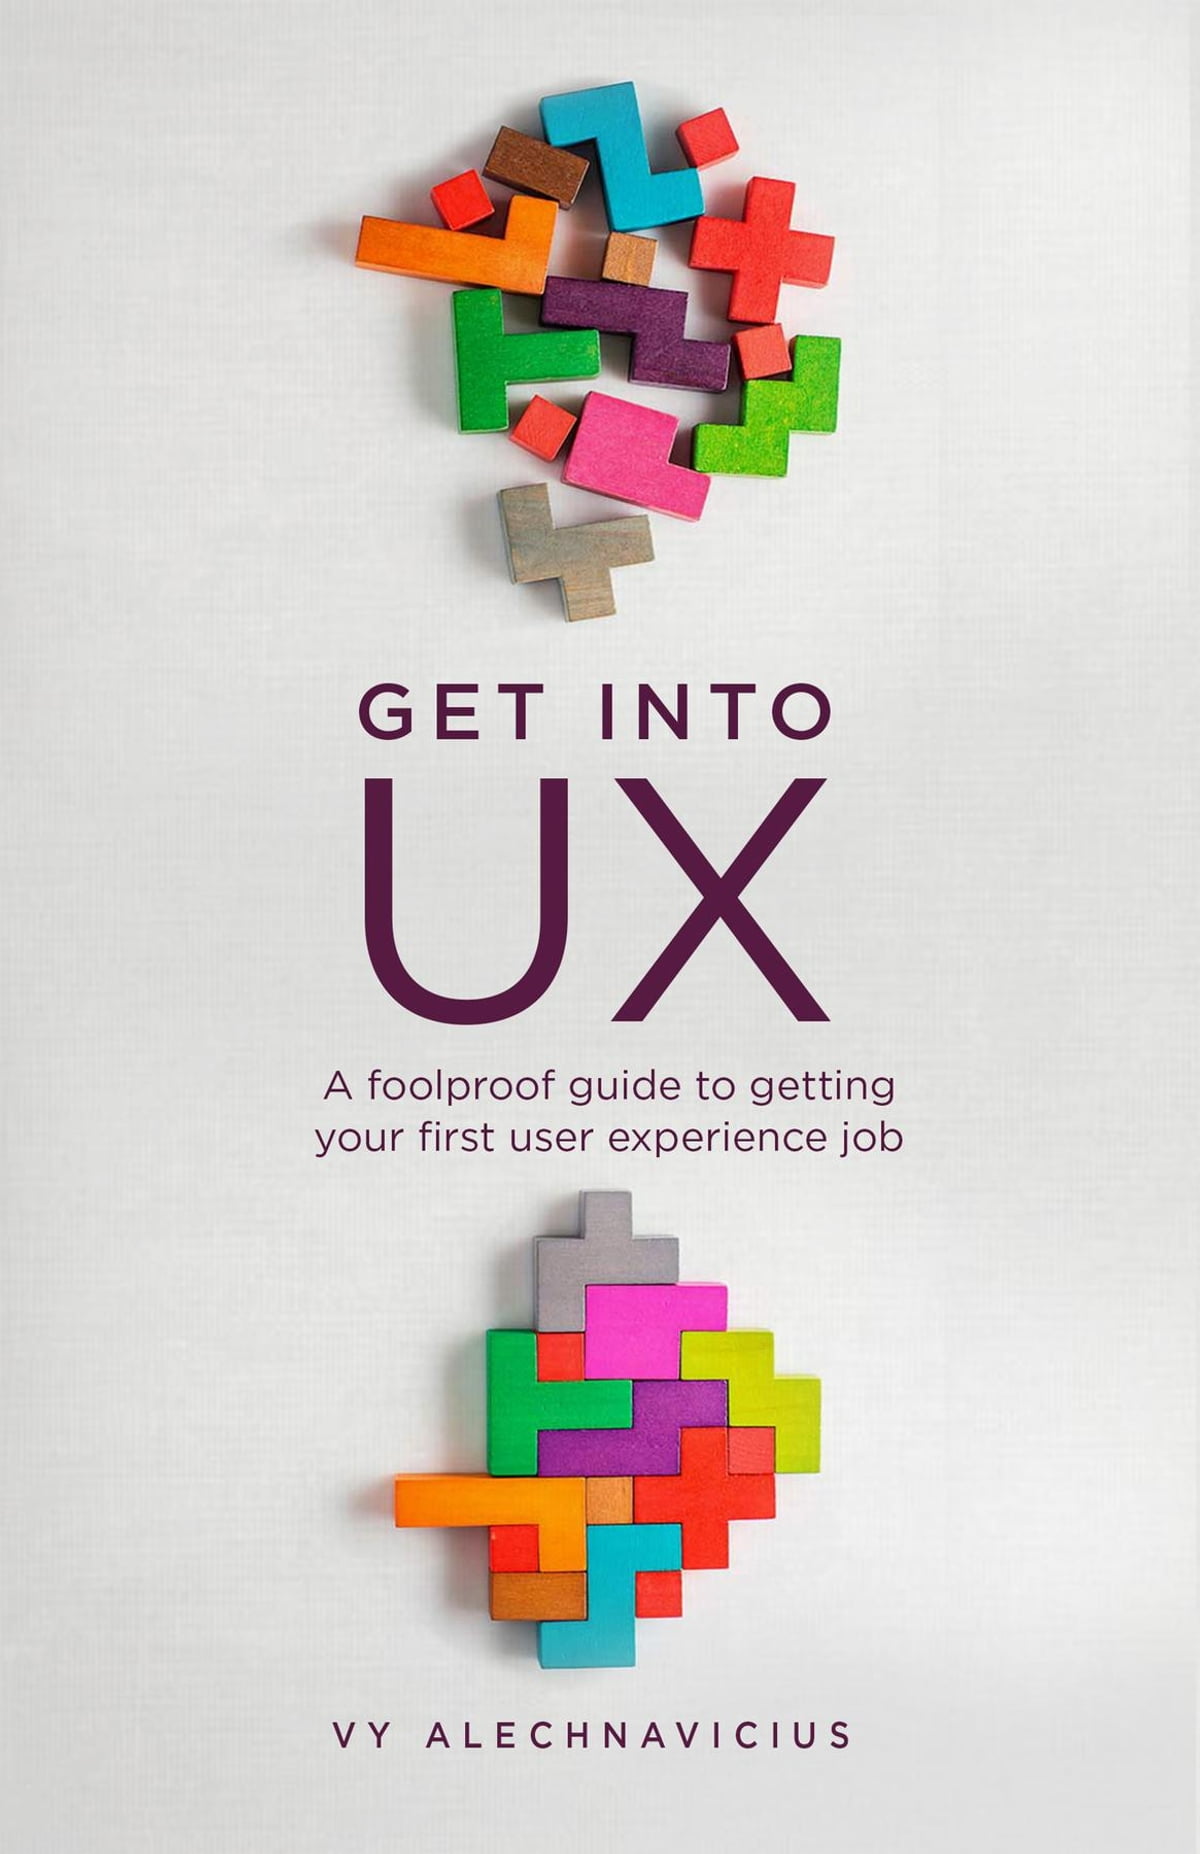 GET INTO
UX
A foolproof guide to getting
your first user experience job
VY ALECHNAVICIUS